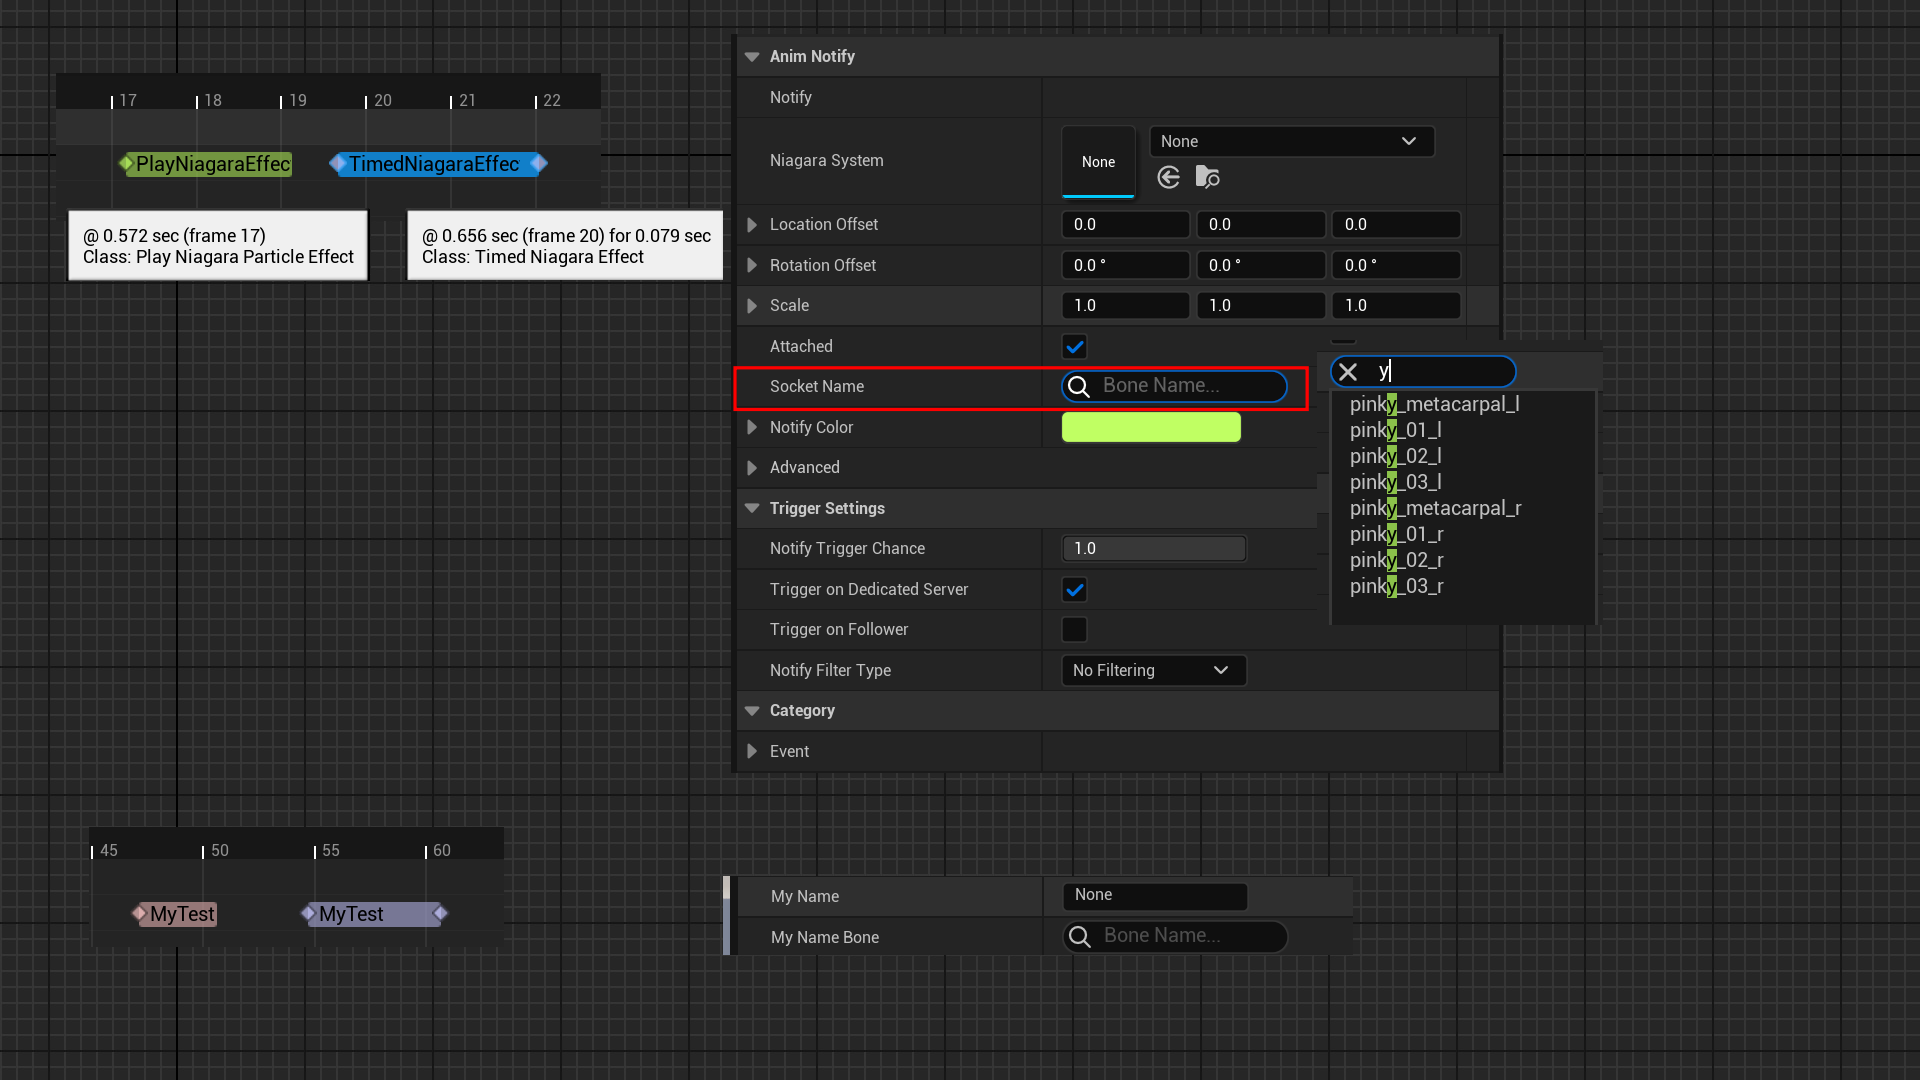 17 18 19 20 21 22
PlayNiagaraEffec TimedNiagaraEffec
@ 0.572 sec (frame 17)
Class: Play Niagara Particle Effect
@ 0.656 sec (frame 20) for 0.079 sec
Class: Timed Niagara Effect
Anim Notify
Notify
Niagara System None None
Location Offset 0.0 0.0 0.0
Rotation Offset 0.0 ° 0.0 ° 0.0 °
Scale 1.0 1.0 1.0
Attached
Socket Name Bone Name...
Notify Color
Advanced
Trigger Settings
Notify Trigger Chance 1.0
Trigger on Dedicated Server
Trigger on Follower
Notify Filter Type No Filtering
Category
Event
y
pinky_metacarpal_l
pinky_01_l
pinky_02_l
pinky_03_l
pinky_metacarpal_r
pinky_01_r
pinky_02_r
pinky_03_r
45 50 55 60
MyTest MyTest
My Name None
My Name Bone Bone Name...